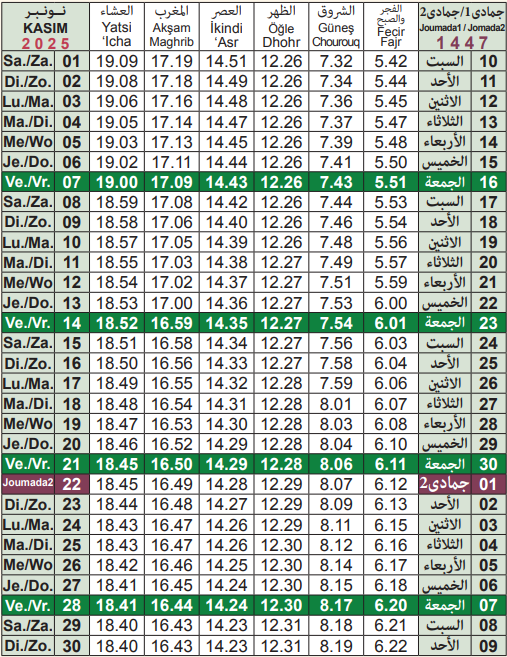 نونبر العشاء المغرب العصر الظهر الشروق الفجر والصبح جمادى1/جمادى2
KASIM Yatsi Akşam İkindi Öğle Güneş Fecir Joumada1 / Jomada2
2025 ‘Icha Maghrib ‘Asr Dhohr Chourouq Fajr 1447
Sa./Za. 01 19.09 17.19 14.51 12.26 7.32 5.42 السبت 10
Di./Zo. 02 19.08 17.18 14.49 12.26 7.34 5.44 الأحد 11
Lu./Ma. 03 19.06 17.16 14.48 12.26 7.36 5.45 الاثنين 12
Ma./Di. 04 19.05 17.14 14.47 12.26 7.37 5.47 الثلاثاء 13
Me/Wo 05 19.03 17.13 14.45 12.26 7.39 5.48 الأربعاء 14
Je./Do. 06 19.02 17.11 14.44 12.26 7.41 5.50 الخميس 15
Ve./Vr. 07 19.00 17.09 14.43 12.26 7.43 5.51 الجمعة 16
Sa./Za. 08 18.59 17.08 14.42 12.26 7.44 5.53 السبت 17
Di./Zo. 09 18.58 17.06 14.40 12.26 7.46 5.54 الأحد 18
Lu./Ma. 10 18.57 17.05 14.39 12.26 7.48 5.56 الاثنين 19
Ma./Di. 11 18.55 17.03 14.38 12.27 7.49 5.57 الثلاثاء 20
Me/Wo 12 18.54 17.02 14.37 12.27 7.51 5.59 الأربعاء 21
Je./Do. 13 18.53 17.00 14.36 12.27 7.53 6.00 الخميس 22
Ve./Vr. 14 18.52 16.59 14.35 12.27 7.54 6.01 الجمعة 23
Sa./Za. 15 18.51 16.58 14.34 12.27 7.56 6.03 السبت 24
Di./Zo. 16 18.50 16.56 14.33 12.27 7.58 6.04 الأحد 25
Lu./Ma. 17 18.49 16.55 14.32 12.28 7.59 6.06 الاثنين 26
Ma./Di. 18 18.48 16.54 14.31 12.28 8.01 6.07 الثلاثاء 27
Me/Wo 19 18.47 16.53 14.30 12.28 8.03 6.08 الأربعاء 28
Je./Do. 20 18.46 16.52 14.29 12.28 8.04 6.10 الخميس 29
Ve./Vr. 21 18.45 16.50 14.29 12.28 8.06 6.11 الجمعة 30
Joumada2 22 18.45 16.49 14.28 12.29 8.07 6.12 جمادى2 01
Di./Zo. 23 18.44 16.48 14.27 12.29 8.09 6.13 الأحد 02
Lu./Ma. 24 18.43 16.47 14.26 12.29 8.11 6.15 الاثنين 03
Ma./Di. 25 18.43 16.47 14.26 12.30 8.12 6.16 الثلاثاء 04
Me/Wo 26 18.42 16.46 14.25 12.30 8.14 6.17 الأربعاء 05
Je./Do. 27 18.41 16.45 14.24 12.30 8.15 6.18 الخميس 06
Ve./Vr. 28 18.41 16.44 14.24 12.30 8.17 6.20 الجمعة 07
Sa./Za. 29 18.40 16.43 14.23 12.31 8.18 6.21 السبت 08
Di./Zo. 30 18.40 16.43 14.23 12.31 8.19 6.22 الأحد 09